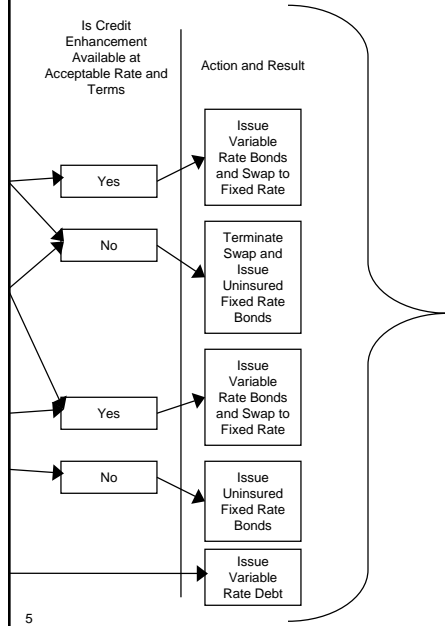 Is Credit
Enhancement
Available at
Acceptable Rate and
Terms
Action and Result
Issue
Variable
Rate Bonds
and Swap to
Fixed Rate
Yes
No
Terminate
Swap and
Issue
Uninsured
Fixed Rate
Bonds
Issue
Variable
Rate Bonds
and Swap to
Fixed Rate
Yes
No
Issue
Uninsured
Fixed Rate
Bonds
Issue
Variable
Rate Debt
5